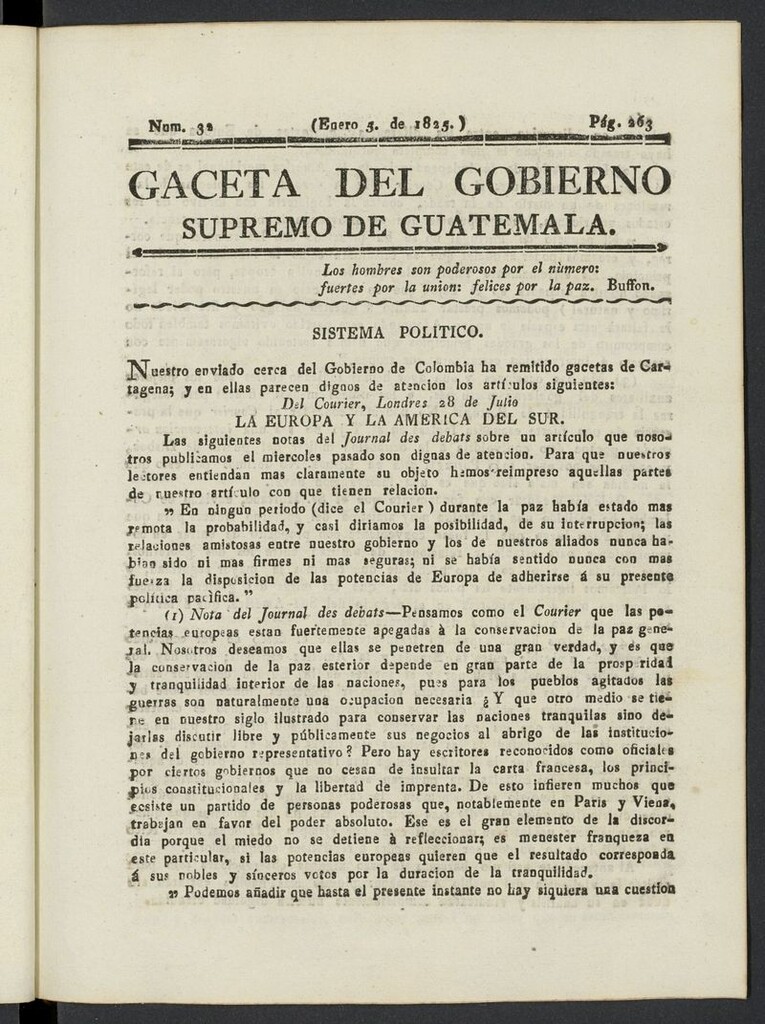 Num. 32 (Enero 5. de 1825.) Pág. 263
GACETA DEL GOBIERNO
SUPREMO DE GUATEMALA.
Los hombres son poderosos por el nùmero:
fuertes por la union: felices por la paz. Buffon.
SISTEMA POLITICO.
Nuestro enviado cerca del Gobierno de Colombia ha remitido gacetas de Car-
tagena; y en ellas parecen dignos de atencion los artículos siguientes:
Del Courier, Londres 28 de Julio
LA EUROPA Y LA AMERICA DEL SUR.
Las siguientes notas del Journal des debats sobre un artículo que noso-
tros publicamos el miercoles pasado son dignas de atencion. Para que nuestros
lectores entiendan mas claramente su objeto hemos reimpreso aquellas partes
de nuestro artículo con que tienen relacion.
„ En ningun periodo (dice el Courier ) durante la paz había estado mas
remota la probabilidad, y casi diriamos la posibilidad, de su interrupcion; las
relaciones amistosas entre nuestro gobierno y los de nuestros aliados nunca ha-
bian sido ni mas firmes ni mas seguras; ni se había sentido nunca con mas
fuerza la disposicion de las potencias de Europa de adherirse á su presente
política pacifica. ”
(1) Nota del Journal des debats—Pensamos como el Courier que las po-
tencias europeas estan fuertemente apegadas à la conservacion de la paz gene-
ral. Nosotros deseamos que ellas se penetren de una gran verdad, y és que
la conservacion de la paz esterior depende en gran parte de la prosperidad
y tranquilidad interior de las naciones, pues para los pueblos agitados las
guerras son naturalmente una ocupacion necesaria ¿ Y que otro medio se tie-
ne en nuestro siglo ilustrado para conservar las naciones tranquilas sino de-
jarlas discutir libre y públicamente sus negocios al abrigo de las institucio-
nes del gobierno representativo? Pero hay escritores reconocidos como oficiales
por ciertos gobiernos que no cesan de insultar la carta francesa, los princi-
pios constitucionales y la libertad de imprenta. De esto infieren muchos que
ecsiste un partido de personas poderosas que, notablemente en Paris y Viena,
trabajan en favor del poder absoluto. Ese es el gran elemento de la discor-
dia porque el miedo no se detiene à refleccionar; es menester franqueza en
este particular, si las potencias europeas quieren que el resultado corresponda
á sus nobles y sínceros votos por la duracion de la tranquilidad.
„ Podemos añadir que hasta el presente instante no hay siquiera una cuestion